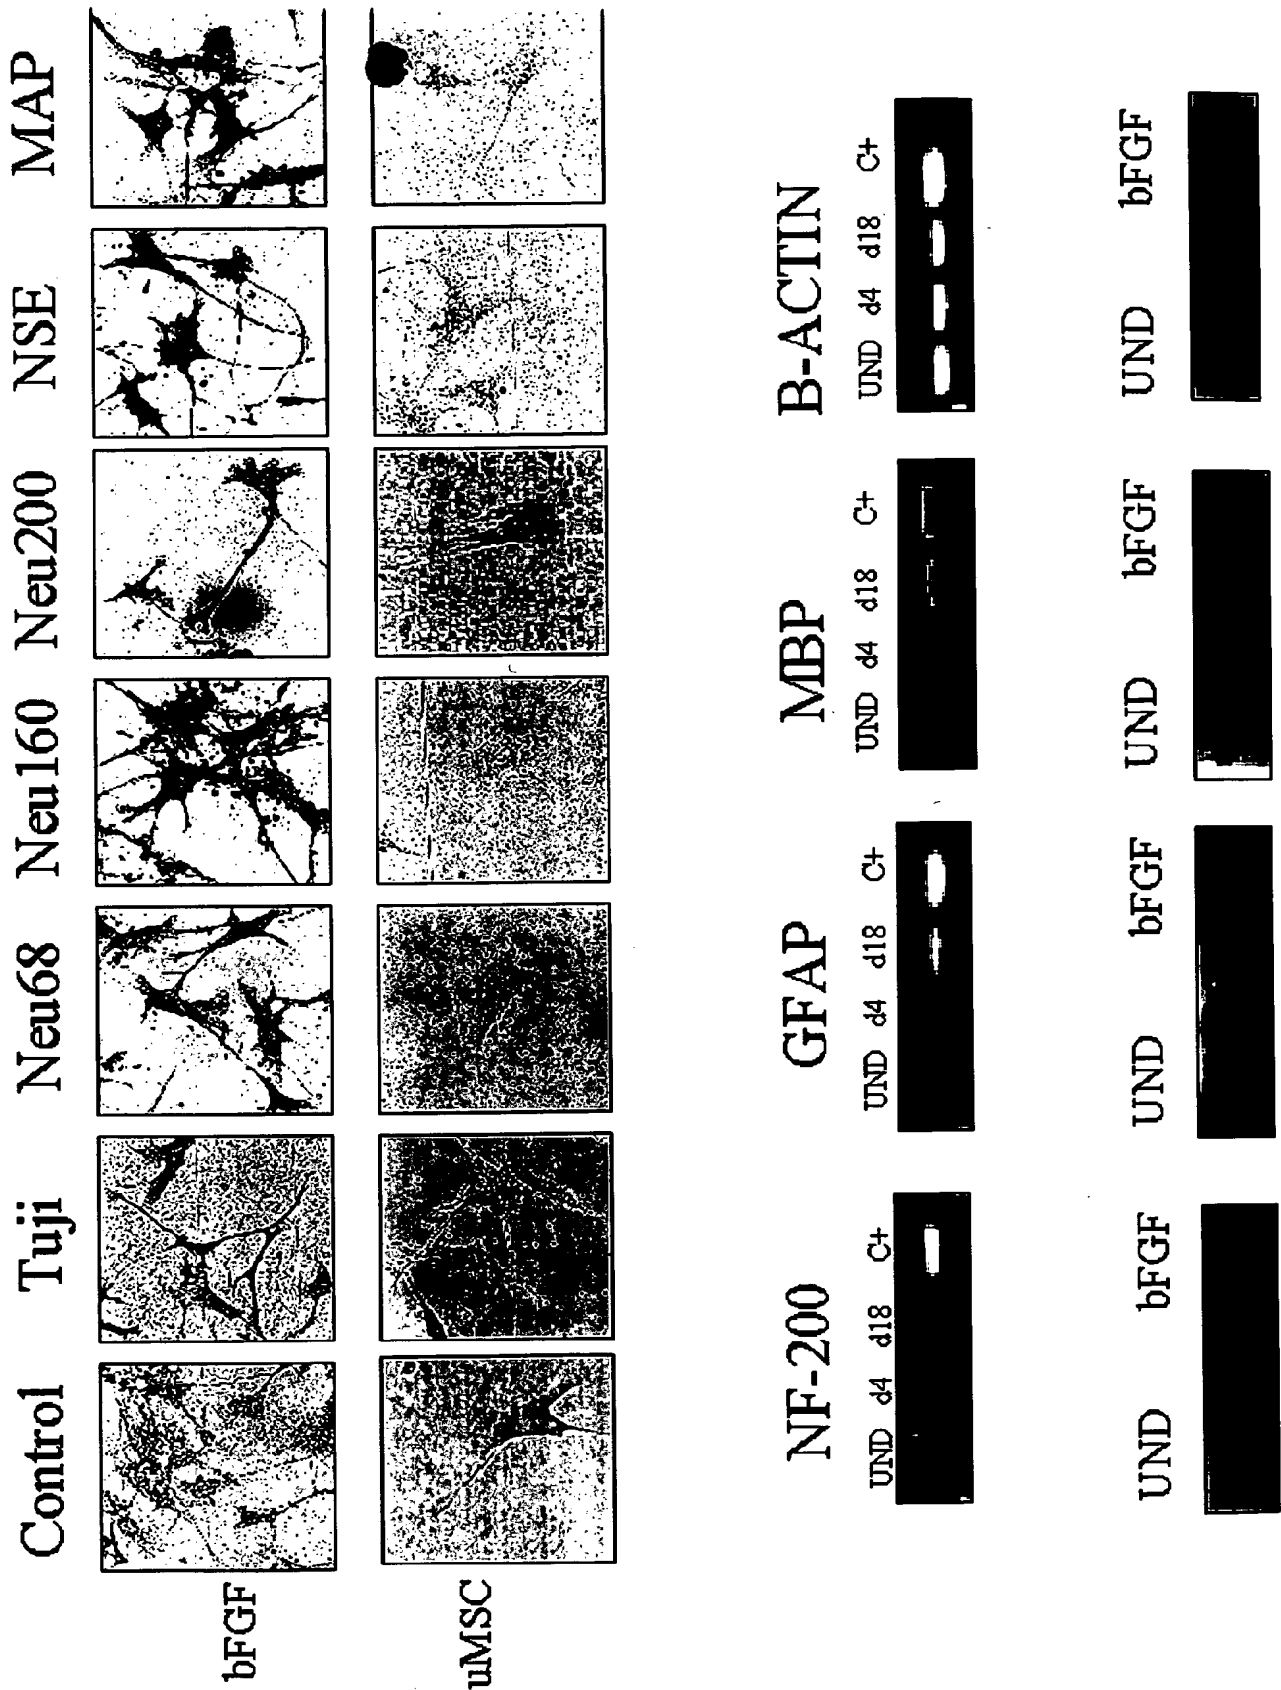 Control Tuji Neu68 Neu160 Neu200 NSE MAP
bFGF
uMSC
NF-200 GFAP MBP B-ACTIN
UND d4 d18 C+ UND d4 d18 C+ UND d4 d18 C+ UND d4 d18 C+
UND bFGF UND bFGF UND bFGF UND bFGF